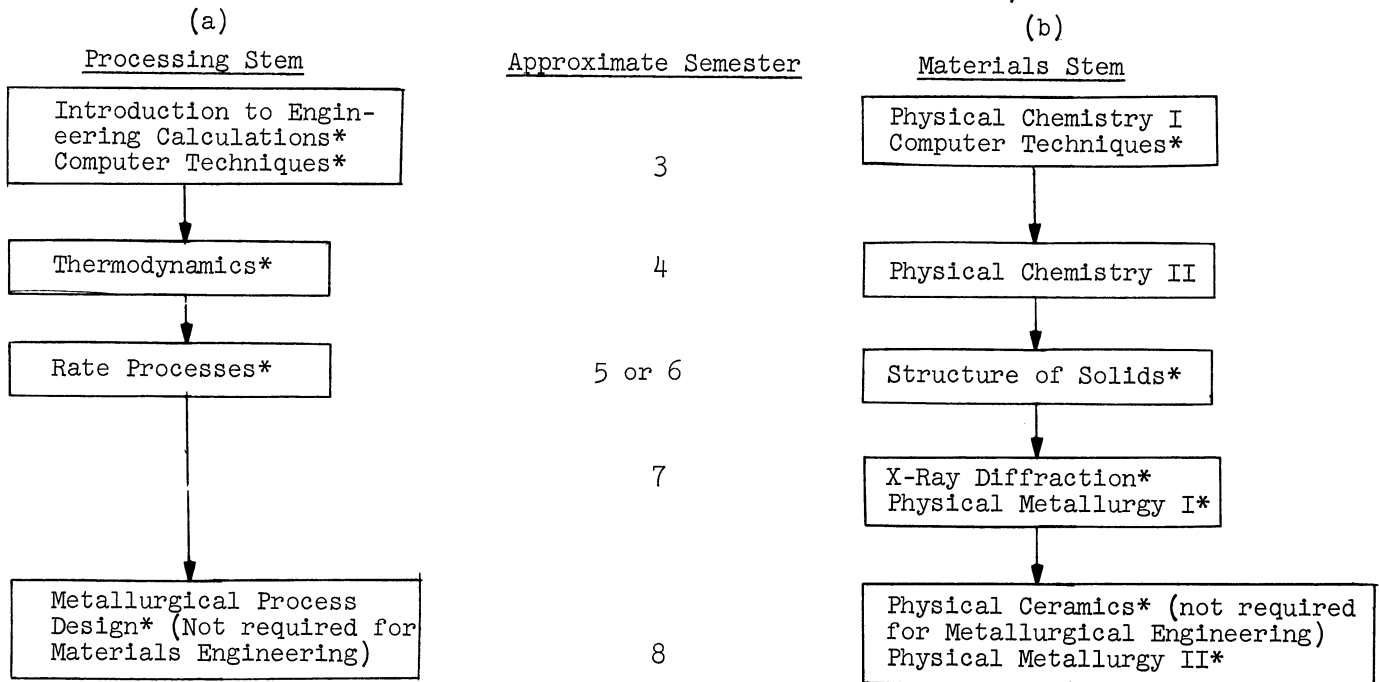 (a)
Processing Stem
Introduction to Engin-
eering Calculations*
Computer Techniques*
Thermodynamics*
Rate Processes*
Metallurgical Process
Design* (Not required for
Materials Engineering)
Approximate Semester
3
4
5 or 6
7
8
(b)
Materials Stem
Physical Chemistry I
Computer Techniques*
Physical Chemistry II
Structure of Solids*
X-Ray Diffraction*
Physical Metallurgy I*
Physical Ceramics* (not required
for Metallurgical Engineering)
Physical Metallurgy II*